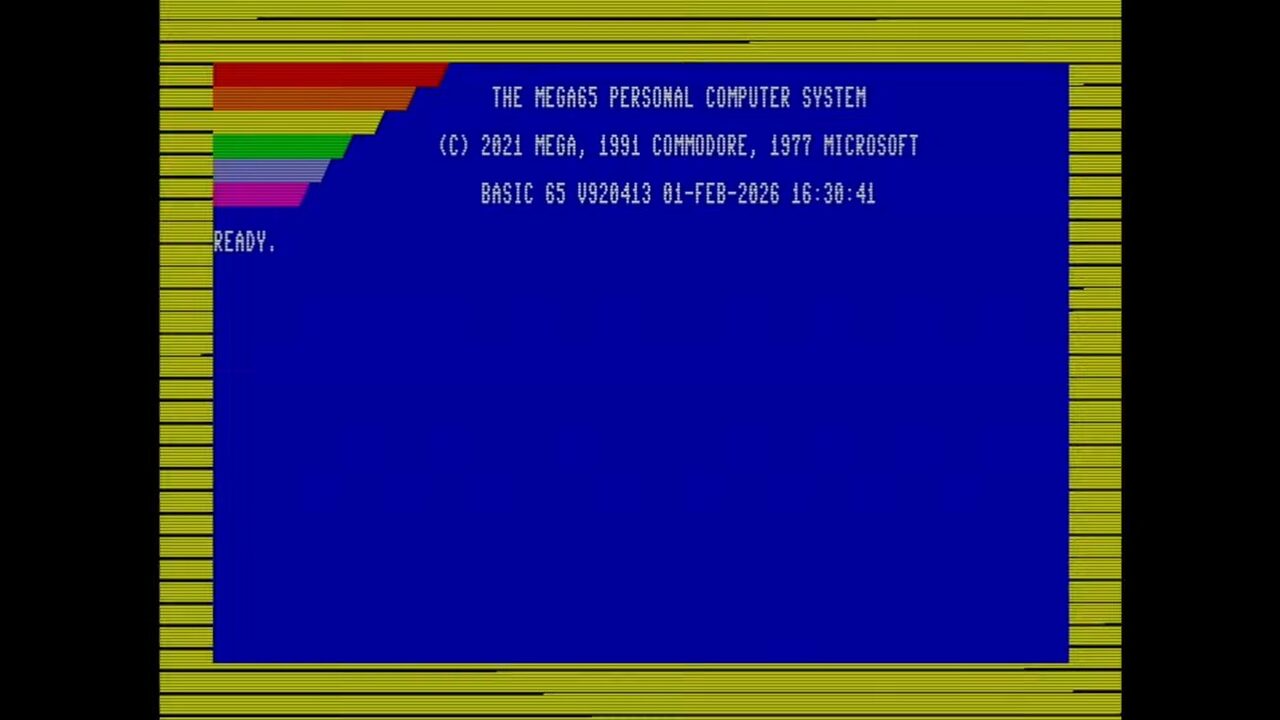 THE MEGA65 PERSONAL COMPUTER SYSTEM
(C) 2021 MEGA, 1991 COMMODORE, 1977 MICROSOFT
BASIC 65 V920413 01-FEB-2026 16:30:41
READY.